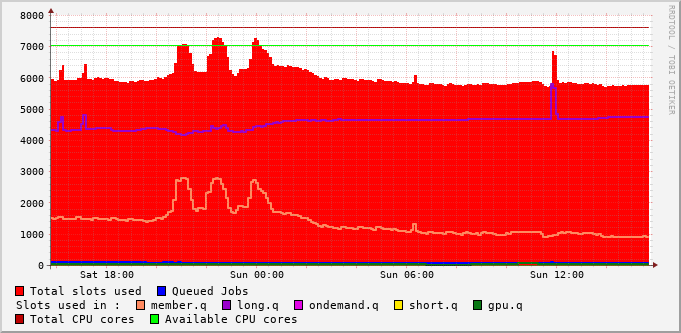 8000
7000
6000
5000
4000
3000
2000
1000
0
Sat 18:00 Sun 00:00 Sun 06:00 Sun 12:00
Total slots used Queued Jobs
Slots used in : member.q long.q ondemand.q short.q gpu.q
Total CPU cores Available CPU cores
RRDTOOL / TOBI OETIKER